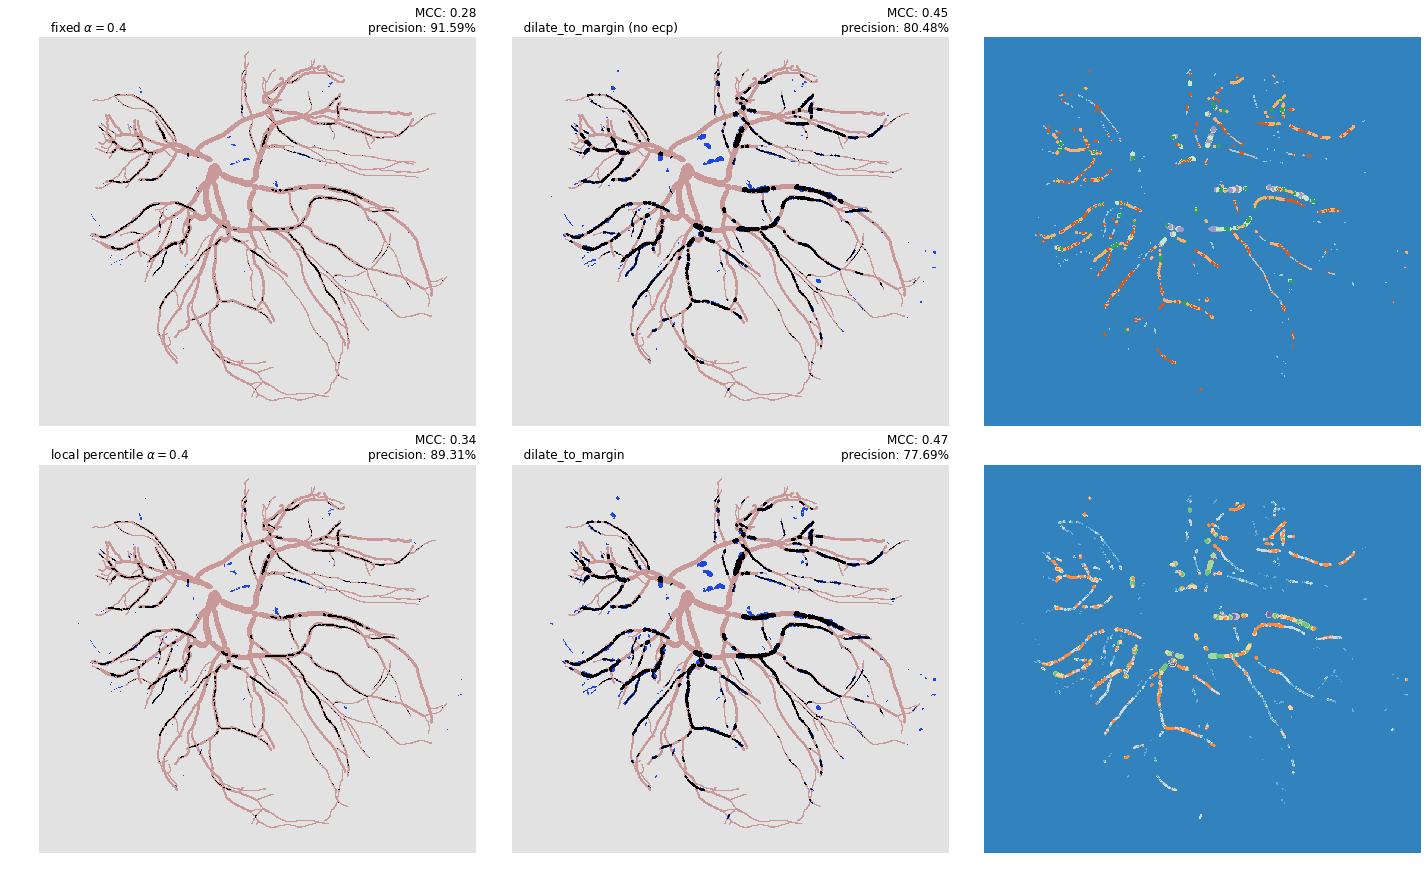 MCC: 0.28
fixed α = 0.4 precision: 91.59%
MCC: 0.45
dilate_to_margin (no ecp) precision: 80.48%
MCC: 0.34
local percentile α = 0.4 precision: 89.31%
MCC: 0.47
dilate_to_margin precision: 77.69%